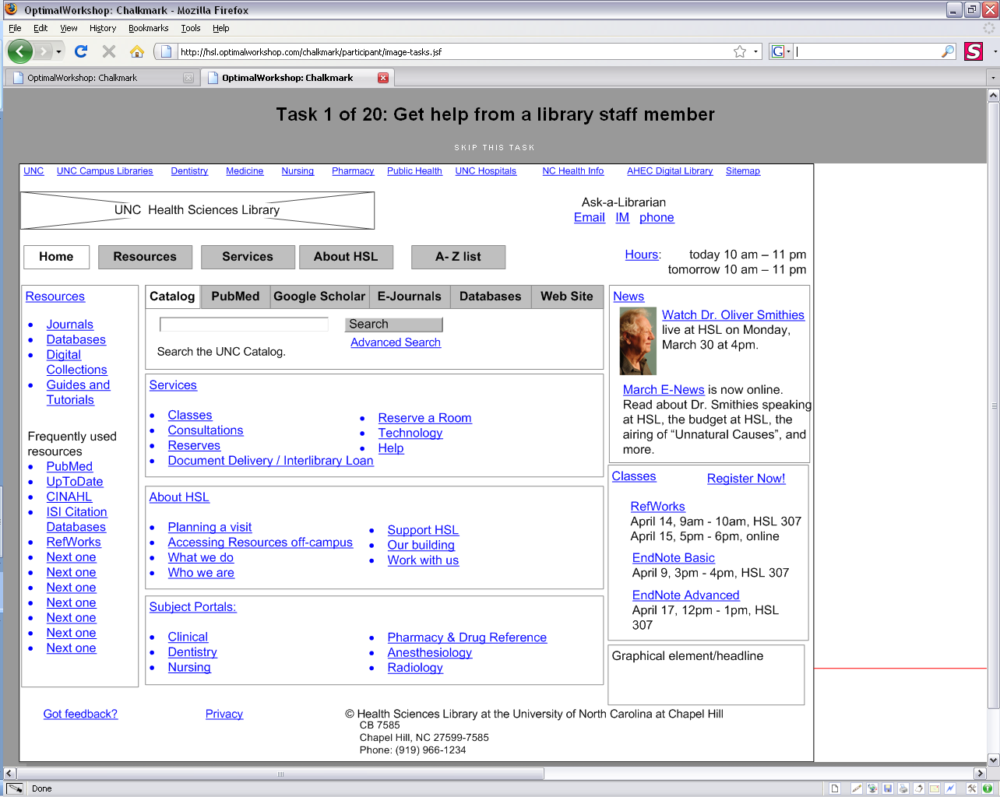 OptimalWorkshop: Chalkmark - Mozilla Firefox
File Edit View History Bookmarks Tools Help
http://hsl.optimalworkshop.com/chalkmark/participant/image-tasks.jsf
G
S
OptimalWorkshop: Chalkmark
OptimalWorkshop: Chalkmark
Task 1 of 20: Get help from a library staff member
SKIP THIS TASK
UNC UNC Campus Libraries Dentistry Medicine Nursing Pharmacy Public Health UNC Hospitals NC Health Info AHEC Digital Library Sitemap
UNC Health Sciences Library
Ask-a-Librarian
Email IM phone
Home Resources Services About HSL A- Z list
Hours: today 10 am – 11 pm
tomorrow 10 am – 11 pm
Resources
• Journals
• Databases
• Digital
Collections
• Guides and
Tutorials
Frequently used
resources
• PubMed
• UpToDate
• CINAHL
• ISI Citation
Databases
• RefWorks
• Next one
• Next one
• Next one
• Next one
• Next one
• Next one
• Next one
Catalog PubMed Google Scholar E-Journals Databases Web Site
Search
Advanced Search
Search the UNC Catalog.
Services
• Classes
• Consultations
• Reserves
• Document Delivery / Interlibrary Loan
• Reserve a Room
• Technology
• Help
About HSL
• Planning a visit
• Accessing Resources off-campus
• What we do
• Who we are
• Support HSL
• Our building
• Work with us
Subject Portals:
• Clinical
• Dentistry
• Nursing
• Pharmacy & Drug Reference
• Anesthesiology
• Radiology
News
Watch Dr. Oliver Smithies
live at HSL on Monday,
March 30 at 4pm.
March E-News is now online.
Read about Dr. Smithies speaking
at HSL, the budget at HSL, the
airing of “Unnatural Causes”, and
more.
Classes Register Now!
RefWorks
April 14, 9am - 10am, HSL 307
April 15, 5pm - 6pm, online
EndNote Basic
April 9, 3pm - 4pm, HSL 307
EndNote Advanced
April 17, 12pm - 1pm, HSL
307
Graphical element/headline
Got feedback? Privacy © Health Sciences Library at the University of North Carolina at Chapel Hill
CB 7585
Chapel Hill, NC 27599-7585
Phone: (919) 966-1234
Done